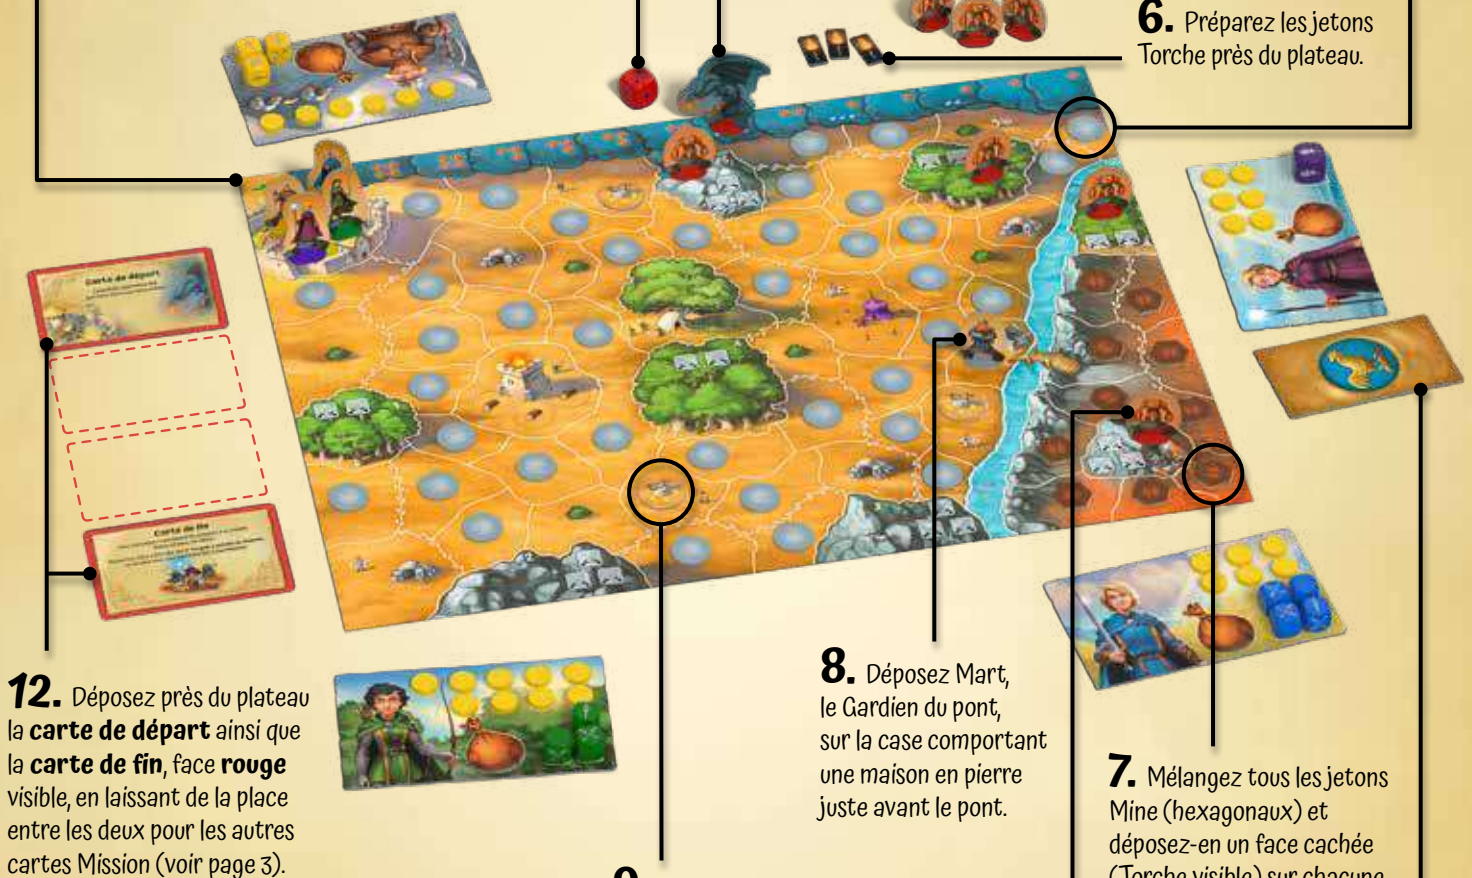 6. Préparez les jetons
Torche près du plateau.
Carte de départ
Carte de fin
12. Déposez près du plateau
la carte de départ ainsi que
la carte de fin, face rouge
visible, en laissant de la place
entre les deux pour les autres
cartes Mission (voir page 3).
8. Déposez Mart,
le Gardien du pont,
sur la case comportant
une maison en pierre
juste avant le pont.
7. Mélangez tous les jetons
Mine (hexagonaux) et
déposez-en un face cachée
(Torche visible) sur chacune